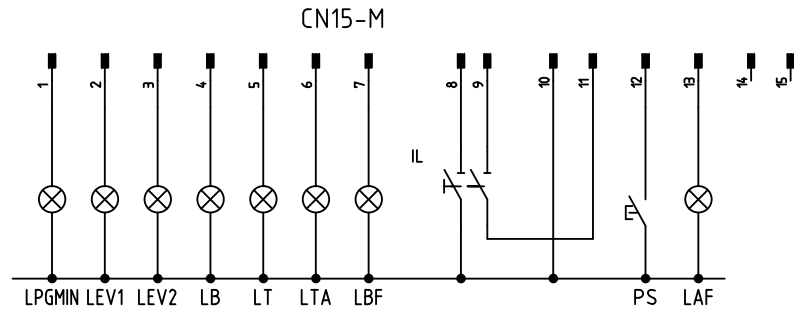 CN15-M
1 2 3 4 5 6 7 8 9 10 11 12 13 14 15
IL
LPGMIN LEV1 LEV2 LB LT LTA LBF PS LAF